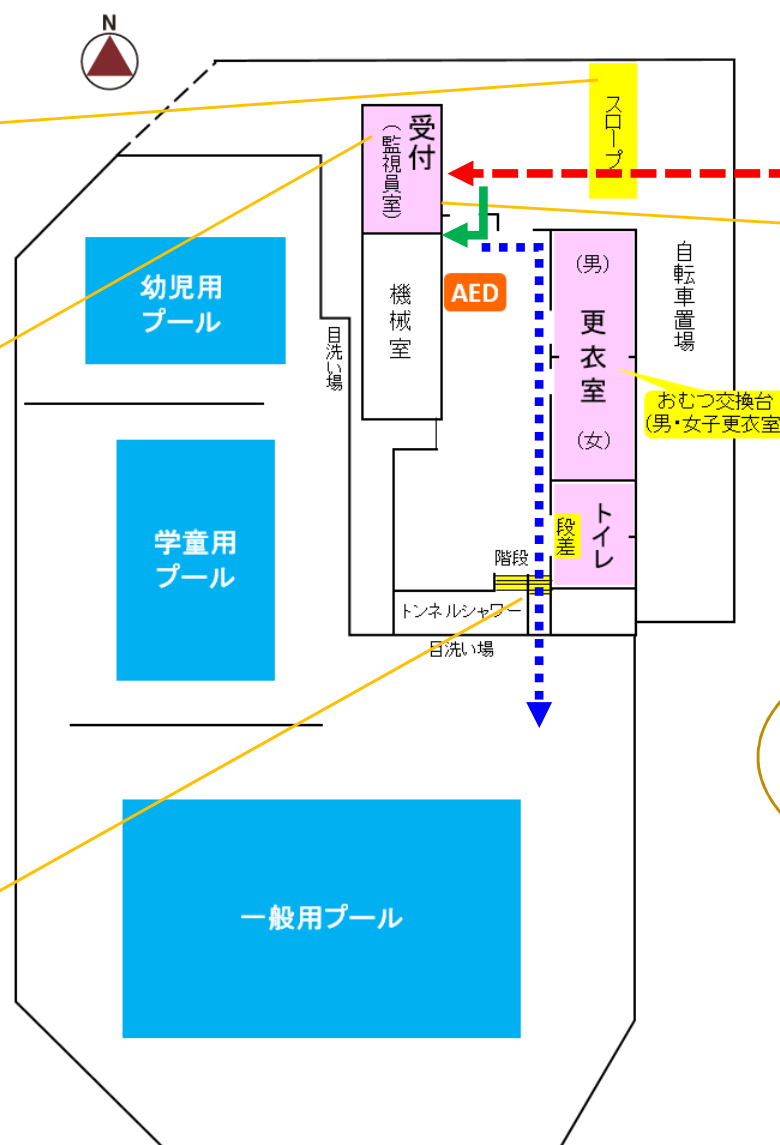 N
スロープ
受付
(監視員室)
幼児用
プール
目洗い場
機械室
AED
(男)
更衣室
(女)
自転車置場
おむつ交換台
(男・女子更衣室
学童用
プール
段差
トイレ
階段
トンネルシャワー
目洗い場
一般用プール